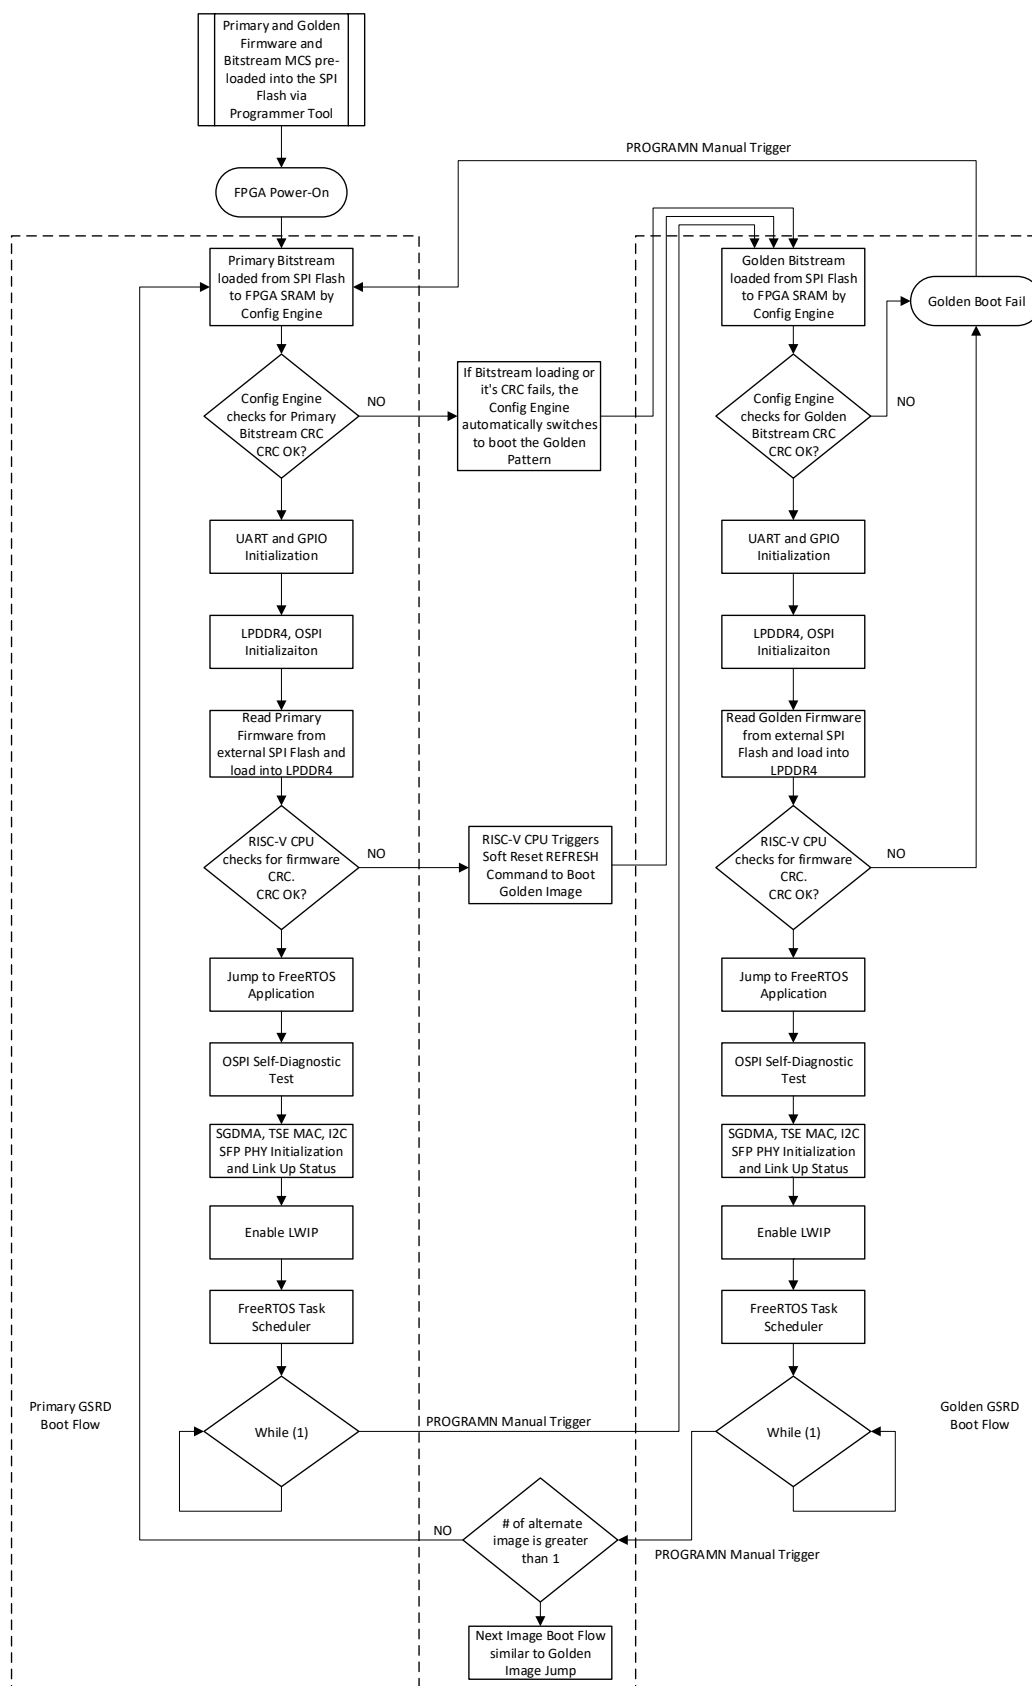 Primary and Golden
Firmware and
Bitstream MCS pre-
loaded into the SPI
Flash via
Programmer Tool
PROGRAMN Manual Trigger
FPGA Power-On
Primary Bitstream
loaded from SPI Flash
to FPGA SRAM by
Config Engine
Golden Bitstream
loaded from SPI Flash
to FPGA SRAM by
Config Engine
Golden Boot Fail
Config Engine
checks for Primary
Bitstream CRC
CRC OK?
NO
If Bitstream loading or
it's CRC fails, the
Config Engine
automatically switches
to boot the Golden
Pattern
Config Engine
checks for Golden
Bitstream CRC
CRC OK?
NO
UART and GPIO
Initialization
UART and GPIO
Initialization
LPDDR4, OSPI
Initializaiton
LPDDR4, OSPI
Initializaiton
Read Primary
Firmware from
external SPI Flash and
load into LPDDR4
Read Golden Firmware
from external SPI
Flash and load into
LPDDR4
RISC-V CPU
checks for firmware
CRC.
CRC OK?
NO
RISC-V CPU Triggers
Soft Reset REFRESH
Command to Boot
Golden Image
RISC-V CPU
checks for firmware
CRC.
CRC OK?
NO
Jump to FreeRTOS
Application
Jump to FreeRTOS
Application
OSPI Self-Diagnostic
Test
OSPI Self-Diagnostic
Test
SGDMA, TSE MAC, I2C
SFP PHY Initialization
and Link Up Status
SGDMA, TSE MAC, I2C
SFP PHY Initialization
and Link Up Status
Enable LWIP
Enable LWIP
FreeRTOS Task
Scheduler
FreeRTOS Task
Scheduler
Primary GSRD
Boot Flow
While (1)
PROGRAMN Manual Trigger
While (1)
Golden GSRD
Boot Flow
NO
# of alternate
image is greater
than 1
PROGRAMN Manual Trigger
Next Image Boot Flow
similar to Golden
Image Jump